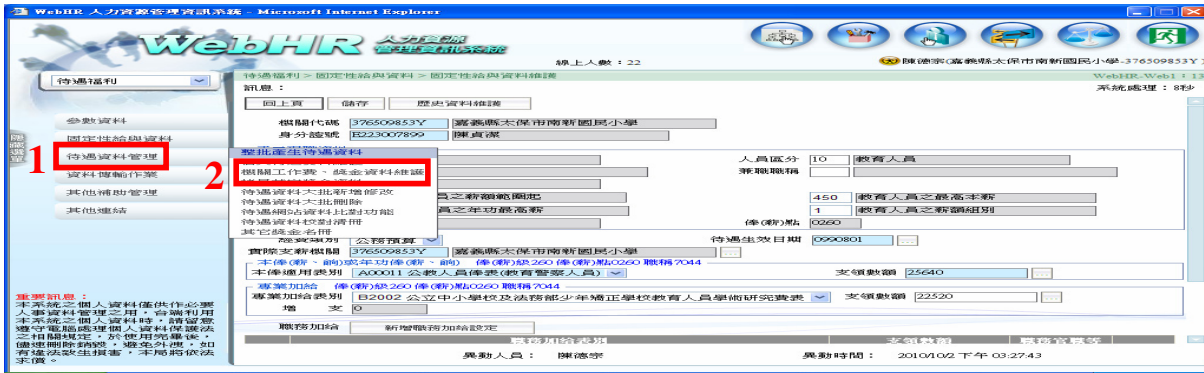 WebHR 人力資源管理資訊系統 - Microsoft Internet Explorer
WebHR 人力資源管理資訊系統
線上人數：22
陳德宗(嘉義縣太保市南新國民小學-376509853Y)
待遇福利
待遇福利 > 固定性給與資料 > 固定性給與資料維護
WebHR-Web1：13
訊息：
系統處理：8秒
回上頁 儲存 歷史資料維護
參數資料
固定性給與資料
1
待遇資料管理
資料傳輸作業
其他補助管理
其他連結
隱藏選單
機關代碼 376509853Y 嘉義縣太保市南新國民小學
身分證號 E223007899 陳貞潔
整批產生待遇資料
2
機關工作費、獎金資料維護
待遇資料大批新增修改
待遇資料大批刪除
待遇網站資料比對功能
待遇資料校對清冊
其它獎金名冊
人員區分 10 教育人員
兼職職稱
員之薪額範圍起
450 教育人員之最高本薪
員之年功最高薪
1 教育人員之薪額組別
俸(薪)點 0260
經費類別 公務預算
待遇生效日期 0990801
實際支薪機關 376509853Y 嘉義縣太保市南新國民小學
本俸(薪、餉)或年功俸(薪、餉) 俸(薪)級260 俸(薪)點0260 職稱7044
本俸適用表別 A00011 公教人員俸表(教育警察人員)
支領數額 25640
專業加給 俸(薪)級260 俸(薪)點0260 職稱7044
專業加給表別 B2002 公立中小學校及法務部少年矯正學校教育人員學術研究費表
支領數額 22520
增 支 0
職務加給 新增職務加給設定
職務加給表別 支領數額 職務官職等
異動人員： 陳德宗
異動時間： 2010/10/2 下午 03:27:43
重要訊息：
本系統之個人資料僅供作必要
人事資料管理之用，台端利用
本系統之個人資料時，請留意
遵守電腦處理個人資料保護法
之相關規定，於使用完畢後，
儘速刪除銷毀，避免外洩，如
有違法致生損害，本局將依法
求償。